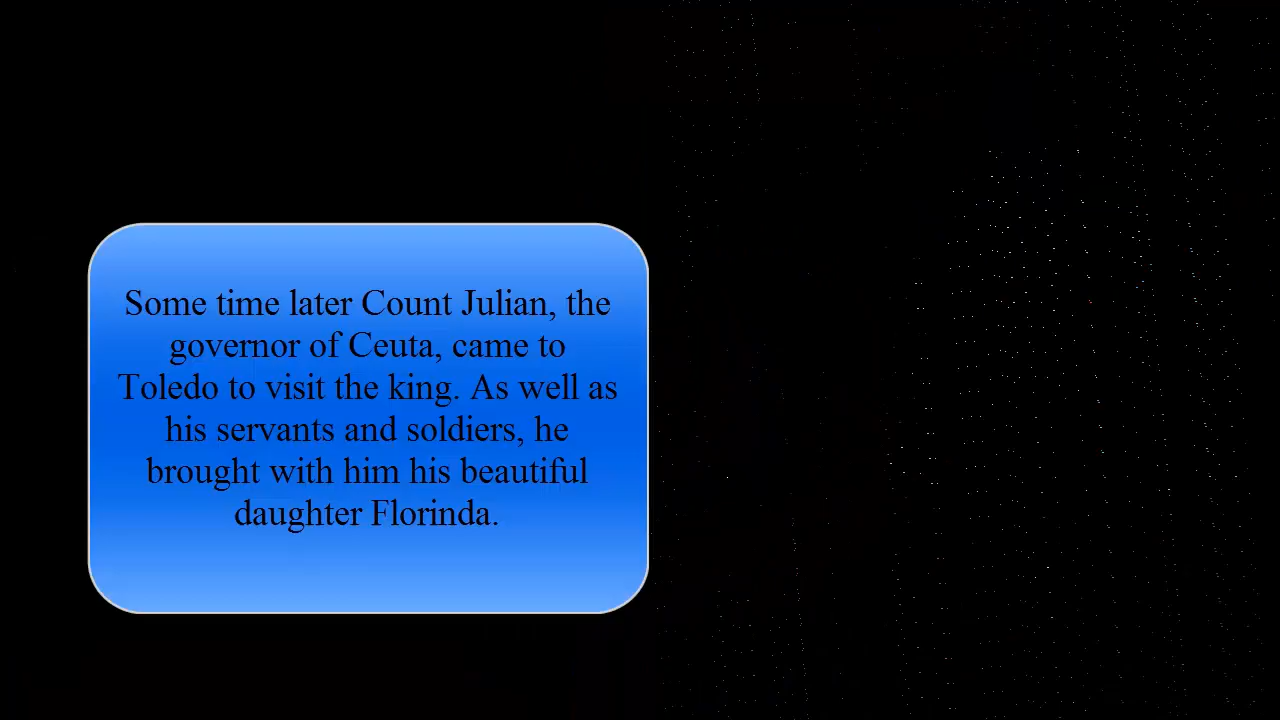 Some time later Count Julian, the
governor of Ceuta, came to
Toledo to visit the king. As well as
his servants and soldiers, he
brought with him his beautiful
daughter Florinda.